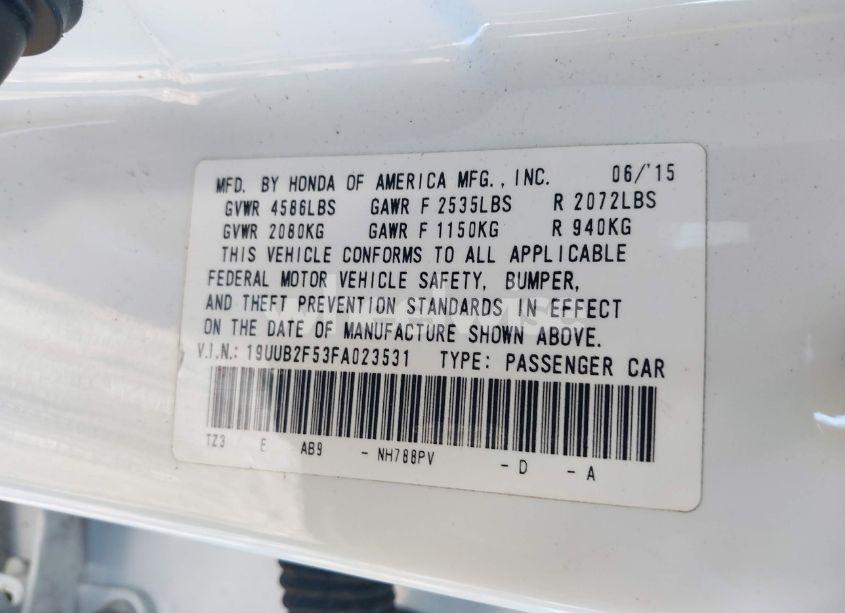 MFD. BY HONDA OF AMERICA MFG., INC. 06/'15
GVWR 4586LBS GAWR F 2535LBS R 2072LBS
GVWR 2080KG GAWR F 1150KG R 940KG
THIS VEHICLE CONFORMS TO ALL APPLICABLE
FEDERAL MOTOR VEHICLE SAFETY, BUMPER,
AND THEFT PREVENTION STANDARDS IN EFFECT
ON THE DATE OF MANUFACTURE SHOWN ABOVE.
V.I.N.: 19UUB2F53FA023531 TYPE: PASSENGER CAR
TZ3 E AB9 - NH788PV - D - A